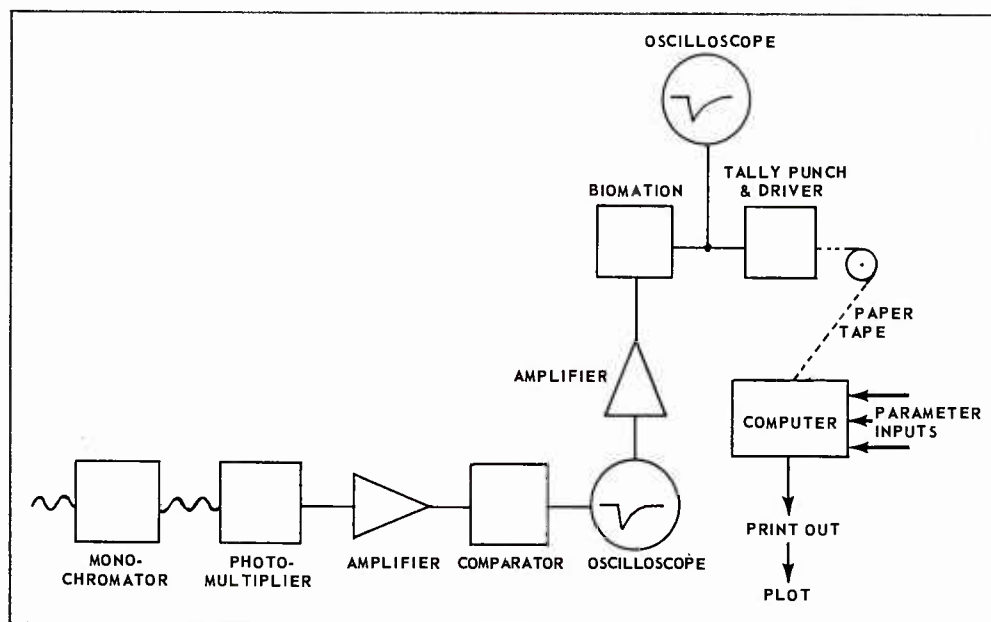 OSCILLOSCOPE
TALLY PUNCH
& DRIVER
BIOMATION
PAPER
TAPE
AMPLIFIER
COMPUTER
PARAMETER
INPUTS
PRINT OUT
PLOT
MONO-
CHROMATOR
PHOTO-
MULTIPLIER
AMPLIFIER
COMPARATOR
OSCILLOSCOPE